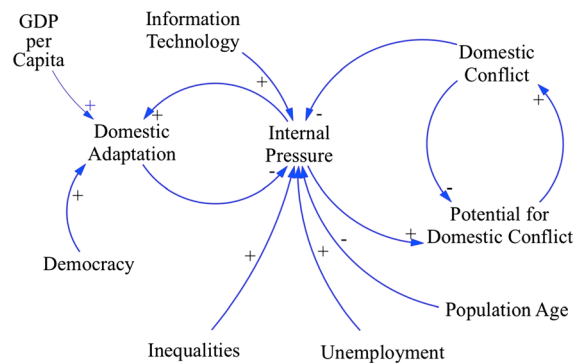 GDP
per
Capita
Information
Technology
Domestic
Conflict
+
+
-
+
+
+
Domestic
Adaptation
Internal
Pressure
-
-
+
Potential for
Domestic Conflict
+
-
Democracy
+
+
Population Age
Inequalities
Unemployment